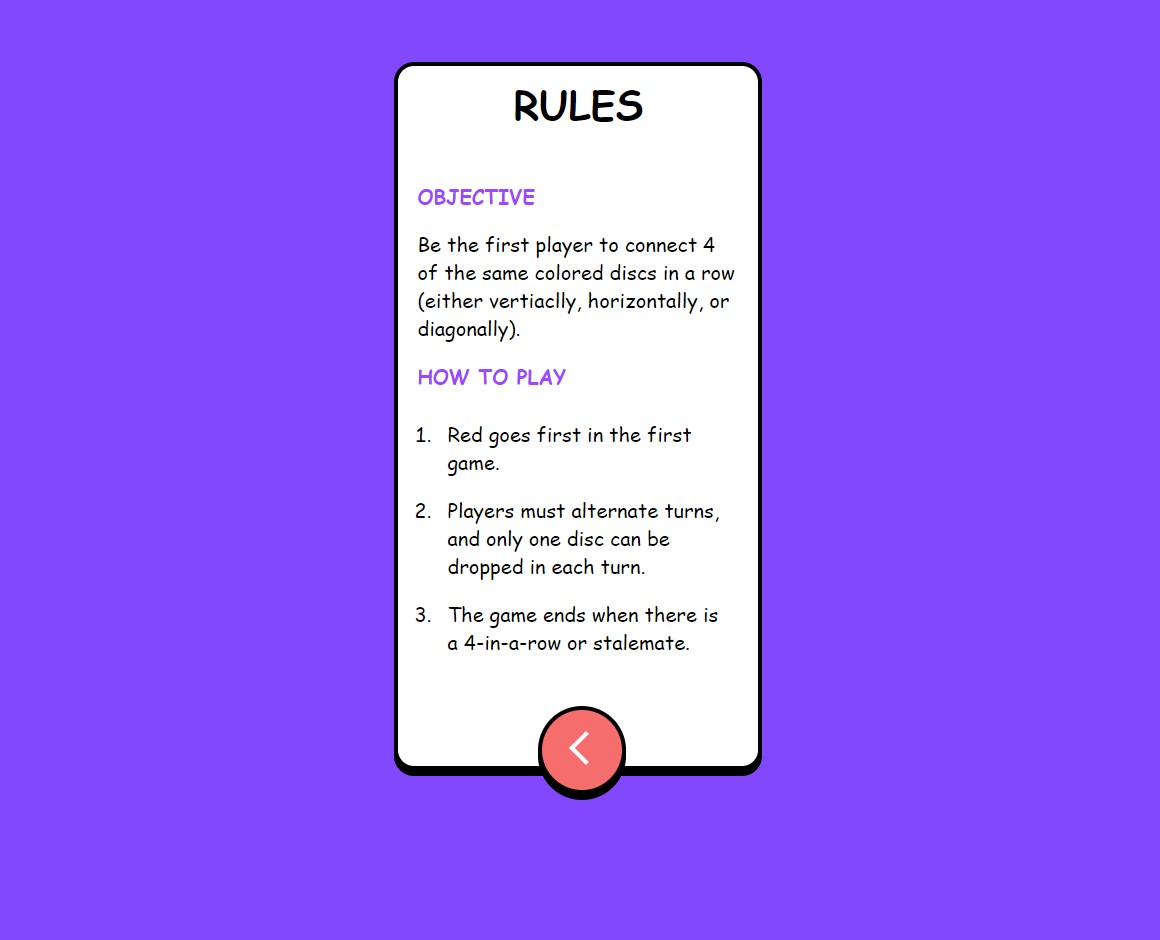 RULES
OBJECTIVE
Be the first player to connect 4
of the same colored discs in a row
(either vertiaclly, horizontally, or
diagonally).
HOW TO PLAY
1. Red goes first in the first
game.
2. Players must alternate turns,
and only one disc can be
dropped in each turn.
3. The game ends when there is
a 4-in-a-row or stalemate.